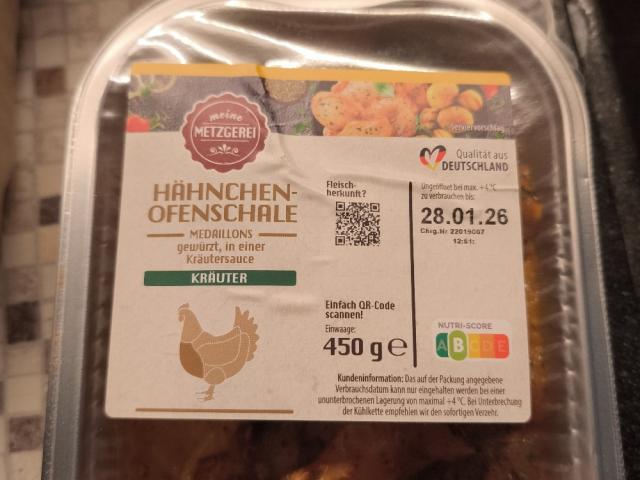 meine
METZGEREI
Serviervorschlag
Qualität aus
DEUTSCHLAND
HÄHNCHEN-
OFENSCHALE
MEDAILLONS
gewürzt, in einer
Kräutersauce
KRÄUTER
Fleisch-
herkunft?
Einfach QR-Code
scannen!
Einwaage:
450 g e
Ungeöffnet bei max. +4°C
zu verbrauchen bis:
28.01.26
Chrg.Nr 22019007
12:51:
NUTRI-SCORE
A B C D E
Kundeninformation: Das auf der Packung angegebene
Verbrauchsdatum kann nur eingehalten werden bei einer
ununterbrochenen Lagerung von maximal +4 °C. Bei Unterbrechung
der Kühlkette empfehlen wir den sofortigen Verzehr.